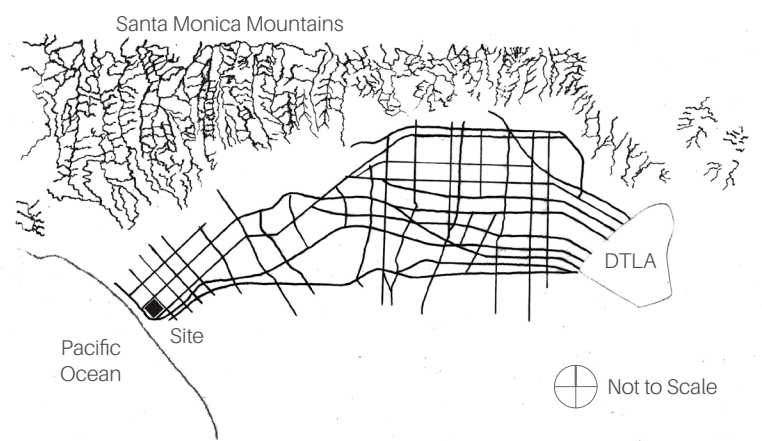 Santa Monica Mountains
DTLA
Site
Pacific
Ocean
Not to Scale